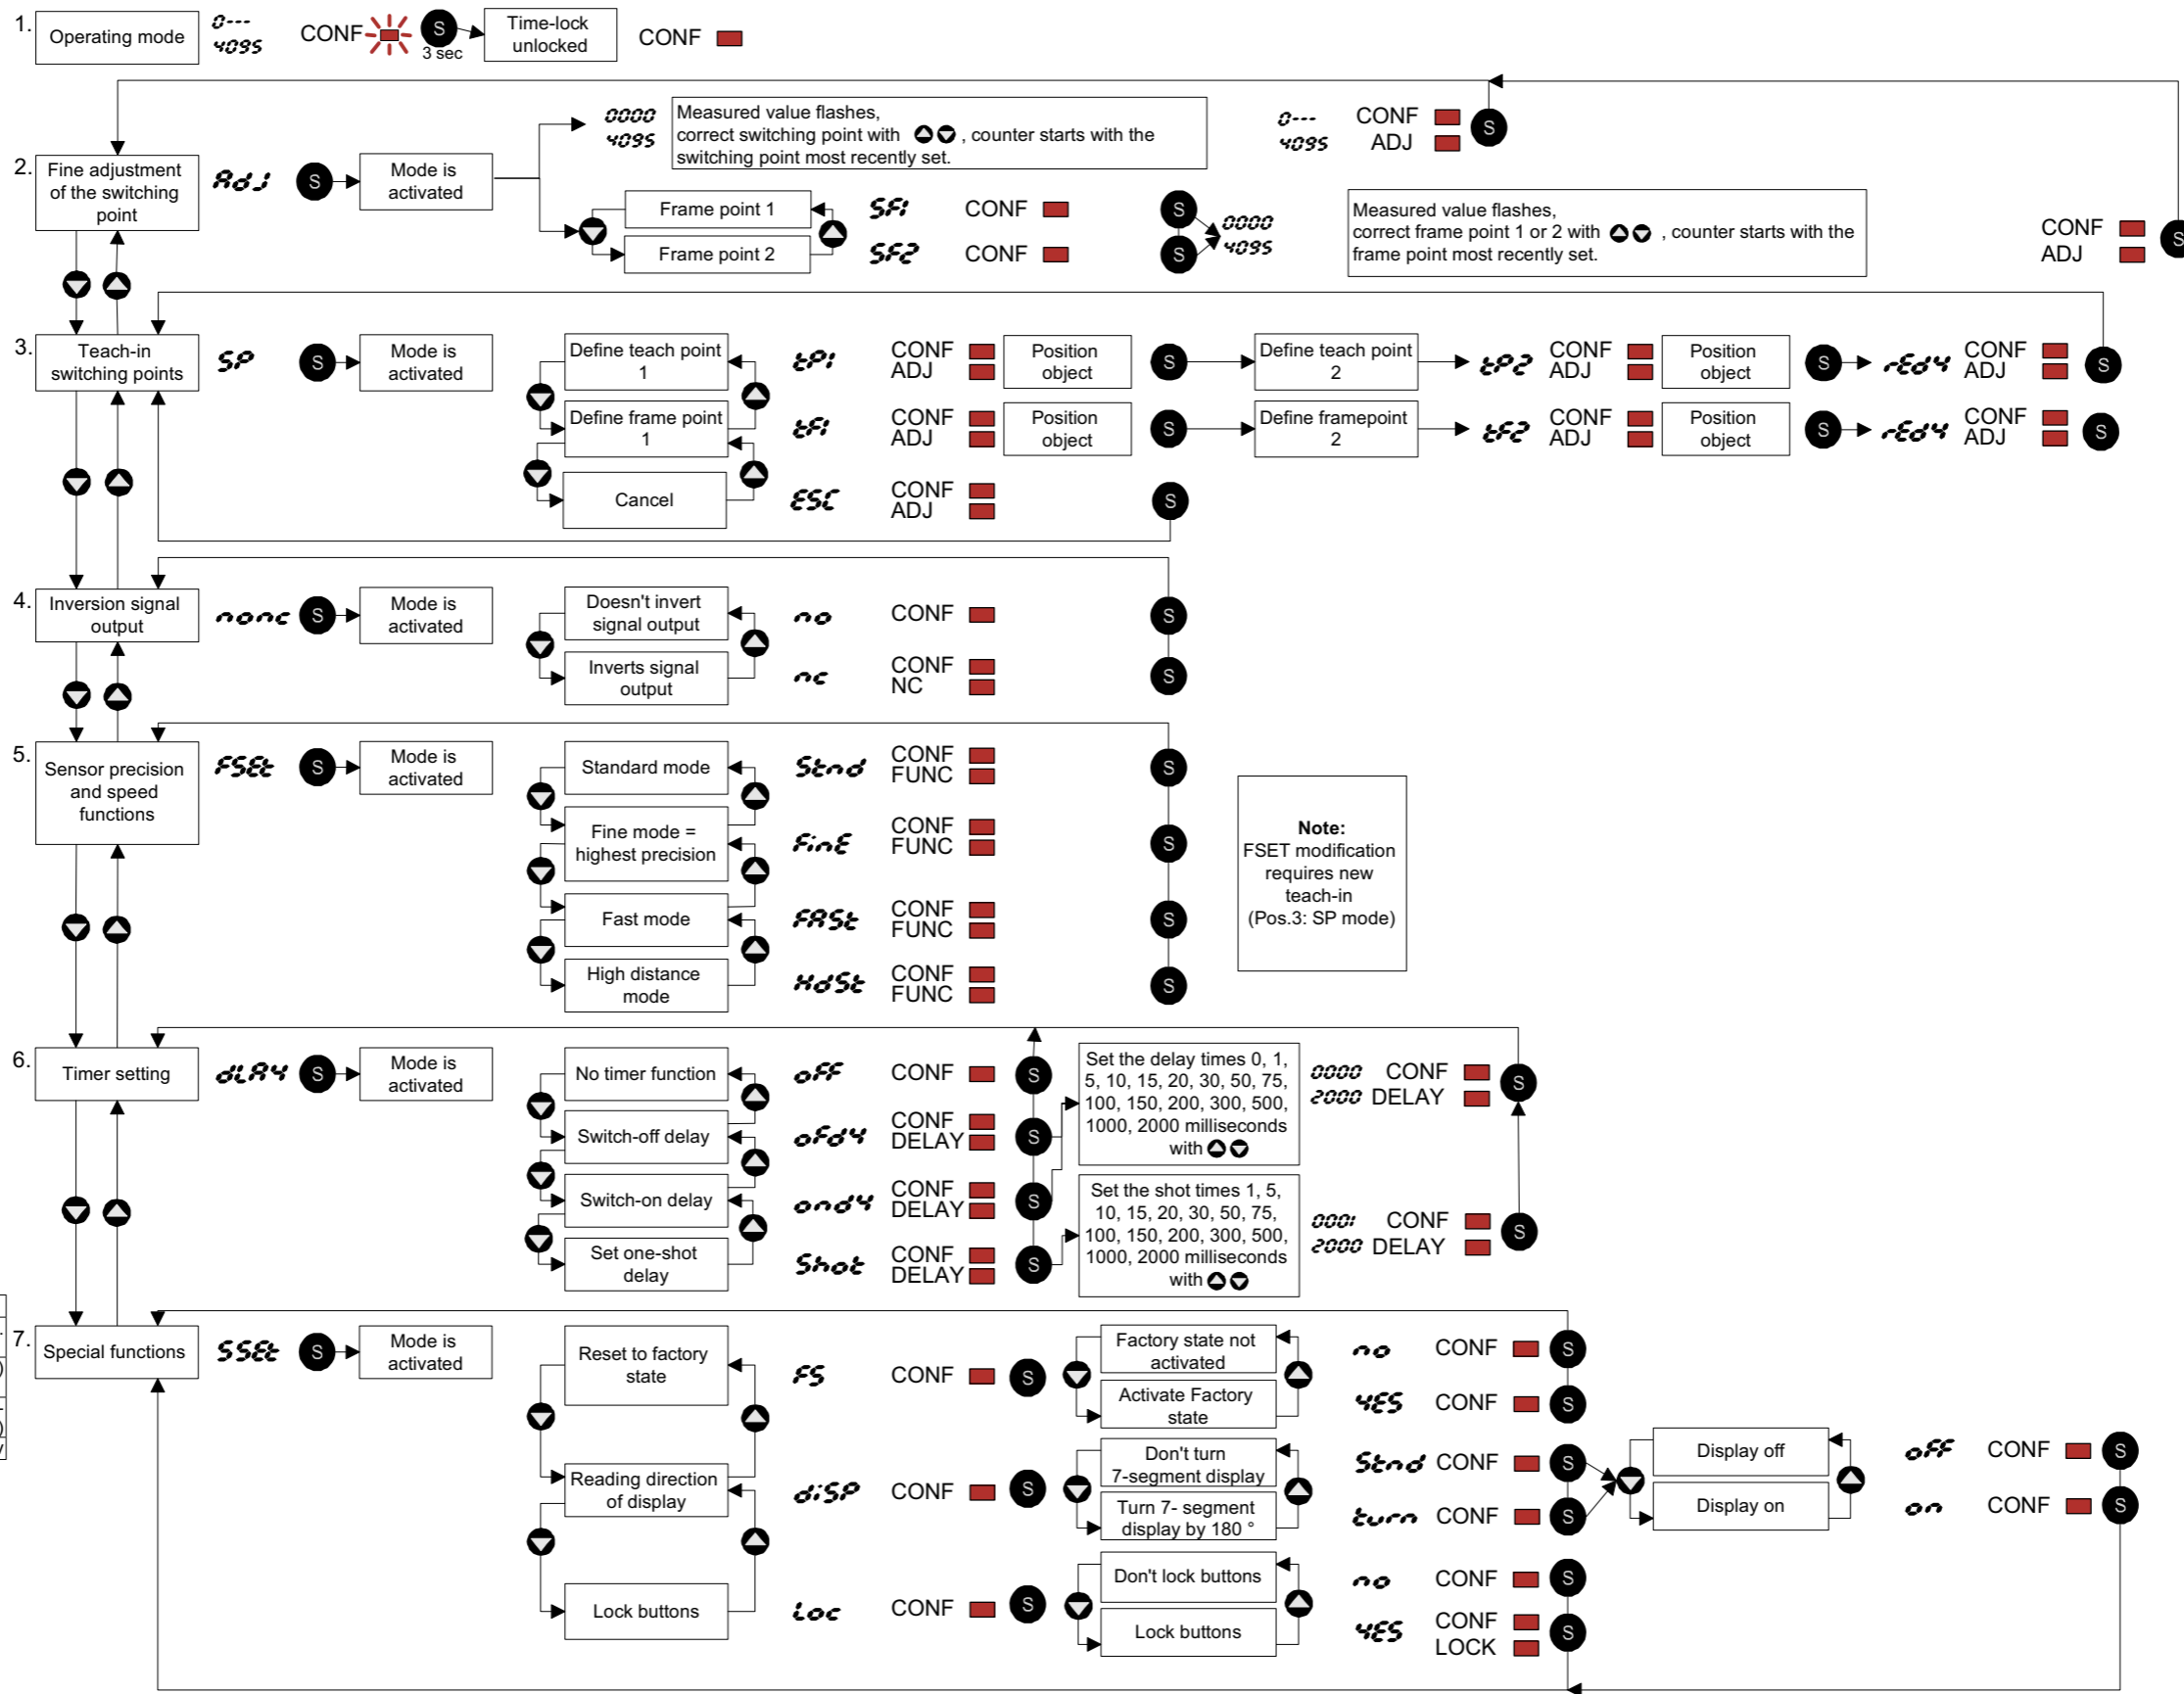 1.
Operating mode
0---
4095
CONF
S
3 sec
Time-lock
unlocked
CONF
2.
Fine adjustment
of the switching
point
AdJ
S
Mode is
activated
0000
4095
Measured value flashes,
correct switching point with , counter starts with the
switching point most recently set.
0---
4095
CONF
ADJ
S
Frame point 1
SF1
CONF
S
Frame point 2
SF2
CONF
S
0000
4095
Measured value flashes,
correct frame point 1 or 2 with , counter starts with the
frame point most recently set.
CONF
ADJ
S
3.
Teach-in
switching points
SP
S
Mode is
activated
Define teach point
1
tP1
CONF
ADJ
Position
object
S
Define teach point
2
tP2
CONF
ADJ
Position
object
S
rEd4
CONF
ADJ
S
Define frame point
1
tF1
CONF
ADJ
Position
object
S
Define framepoint
2
tF2
CONF
ADJ
Position
object
S
rEd4
CONF
ADJ
S
Cancel
ESC
CONF
ADJ
S
4.
Inversion signal
output
nonc
S
Mode is
activated
Doesn't invert
signal output
no
CONF
S
Inverts signal
output
nc
CONF
NC
S
5.
Sensor precision
and speed
functions
FSEt
S
Mode is
activated
Standard mode
Stnd
CONF
FUNC
S
Fine mode =
highest precision
FinE
CONF
FUNC
S
Fast mode
FASt
CONF
FUNC
S
High distance
mode
HdSt
CONF
FUNC
S
Note:
FSET modification
requires new
teach-in
(Pos.3: SP mode)
6.
Timer setting
dLA4
S
Mode is
activated
No timer function
oFF
CONF
S
Switch-off delay
oFd4
CONF
DELAY
S
Switch-on delay
ond4
CONF
DELAY
S
Set one-shot
delay
Shot
CONF
DELAY
S
Set the delay times 0, 1,
5, 10, 15, 20, 30, 50, 75,
100, 150, 200, 300, 500,
1000, 2000 milliseconds
with
0000 CONF
2000 DELAY
S
Set the shot times 1, 5,
10, 15, 20, 30, 50, 75,
100, 150, 200, 300, 500,
1000, 2000 milliseconds
with
0001 CONF
2000 DELAY
S
7.
Special functions
SSEt
S
Mode is
activated
Reset to factory
state
FS
CONF
S
Factory state not
activated
no
CONF
S
Activate Factory
state
4ES
CONF
S
Reading direction
of display
diSP
CONF
S
Don't turn
7-segment display
Stnd
CONF
S
Turn 7- segment
display by 180 °
turn
CONF
S
Display off
oFF
CONF
S
Display on
on
CONF
S
Lock buttons
Loc
CONF
S
Don't lock buttons
no
CONF
S
Lock buttons
4ES
CONF
LOCK
S